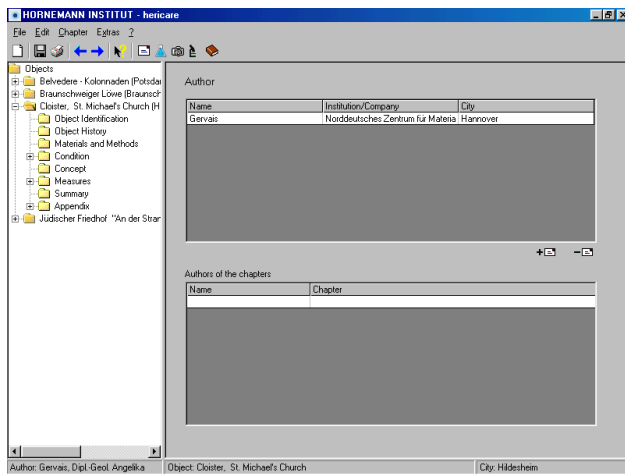 HORNEMANN INSTITUT - hericare
File Edit Chapter Extras ?
Objects
Belvedere - Kolonnaden (Potsdar
Braunschweiger Löwe (Braunsch
Cloister, St. Michael's Church (H
Object Identification
Object History
Materials and Methods
Condition
Concept
Measures
Summary
Appendix
Jüdischer Friedhof "An der Stran
Author
Name Institution/Company City
Gervais Norddeutsches Zentrum für Materia Hannover
Authors of the chapters
Name Chapter
Author: Gervais, Dipl.-Geol. Angelika Object: Cloister, St. Michael's Church City: Hildesheim